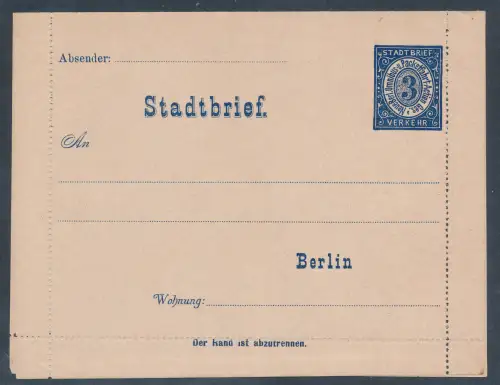 Absender:
STADTBRIEF
3
VERKEHR
Stadtbrief.
An
Berlin
Wohnung:
Der Rand ist abzutrennen.